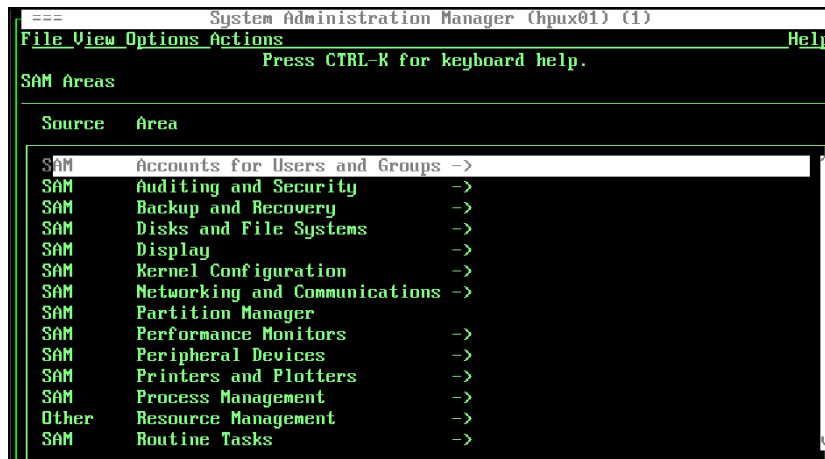 === System Administration Manager (hpux01) (1)
File View Options Actions Help
Press CTRL-K for keyboard help.
SAM Areas
Source Area
SAM Accounts for Users and Groups ->
SAM Auditing and Security ->
SAM Backup and Recovery ->
SAM Disks and File Systems ->
SAM Display ->
SAM Kernel Configuration ->
SAM Networking and Communications ->
SAM Partition Manager
SAM Performance Monitors ->
SAM Peripheral Devices ->
SAM Printers and Plotters ->
SAM Process Management ->
Other Resource Management ->
SAM Routine Tasks ->